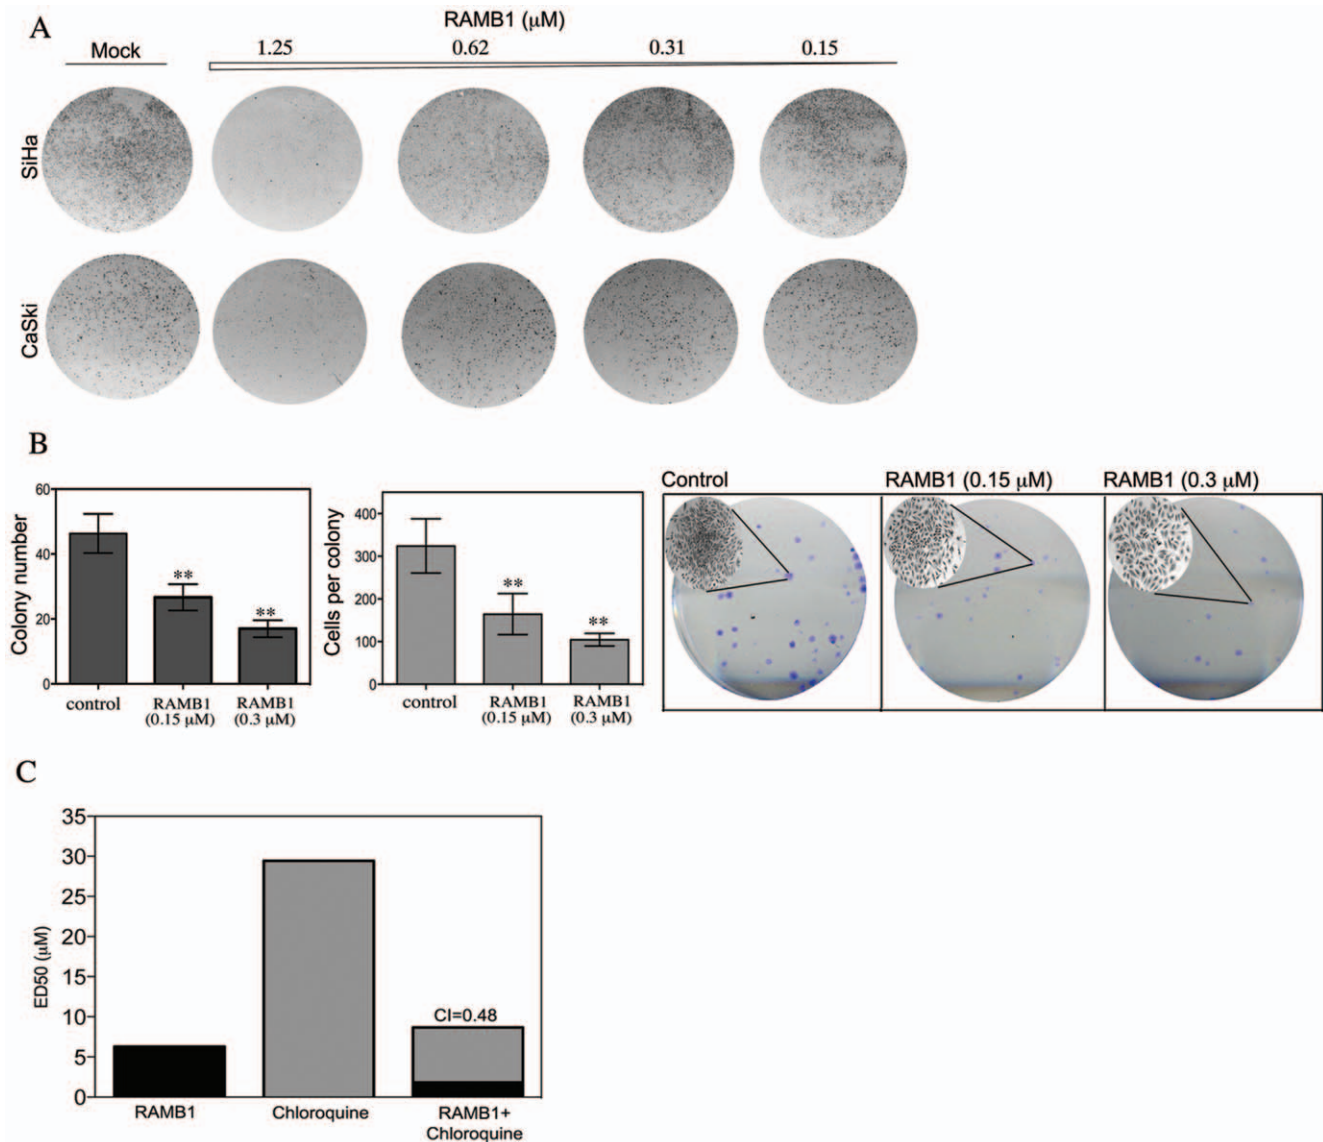 A
RAMB1 (μM)
Mock
1.25
0.62
0.31
0.15
SiHa
CaSki
B
Colony number
60
40
20
0
**
**
control
RAMB1
(0.15 μM)
RAMB1
(0.3 μM)
Cells per colony
400
300
200
100
0
**
**
control
RAMB1
(0.15 μM)
RAMB1
(0.3 μM)
Control
RAMB1 (0.15 μM)
RAMB1 (0.3 μM)
C
ED50 (μM)
35
30
25
20
15
10
5
0
CI=0.48
RAMB1
Chloroquine
RAMB1+
Chloroquine